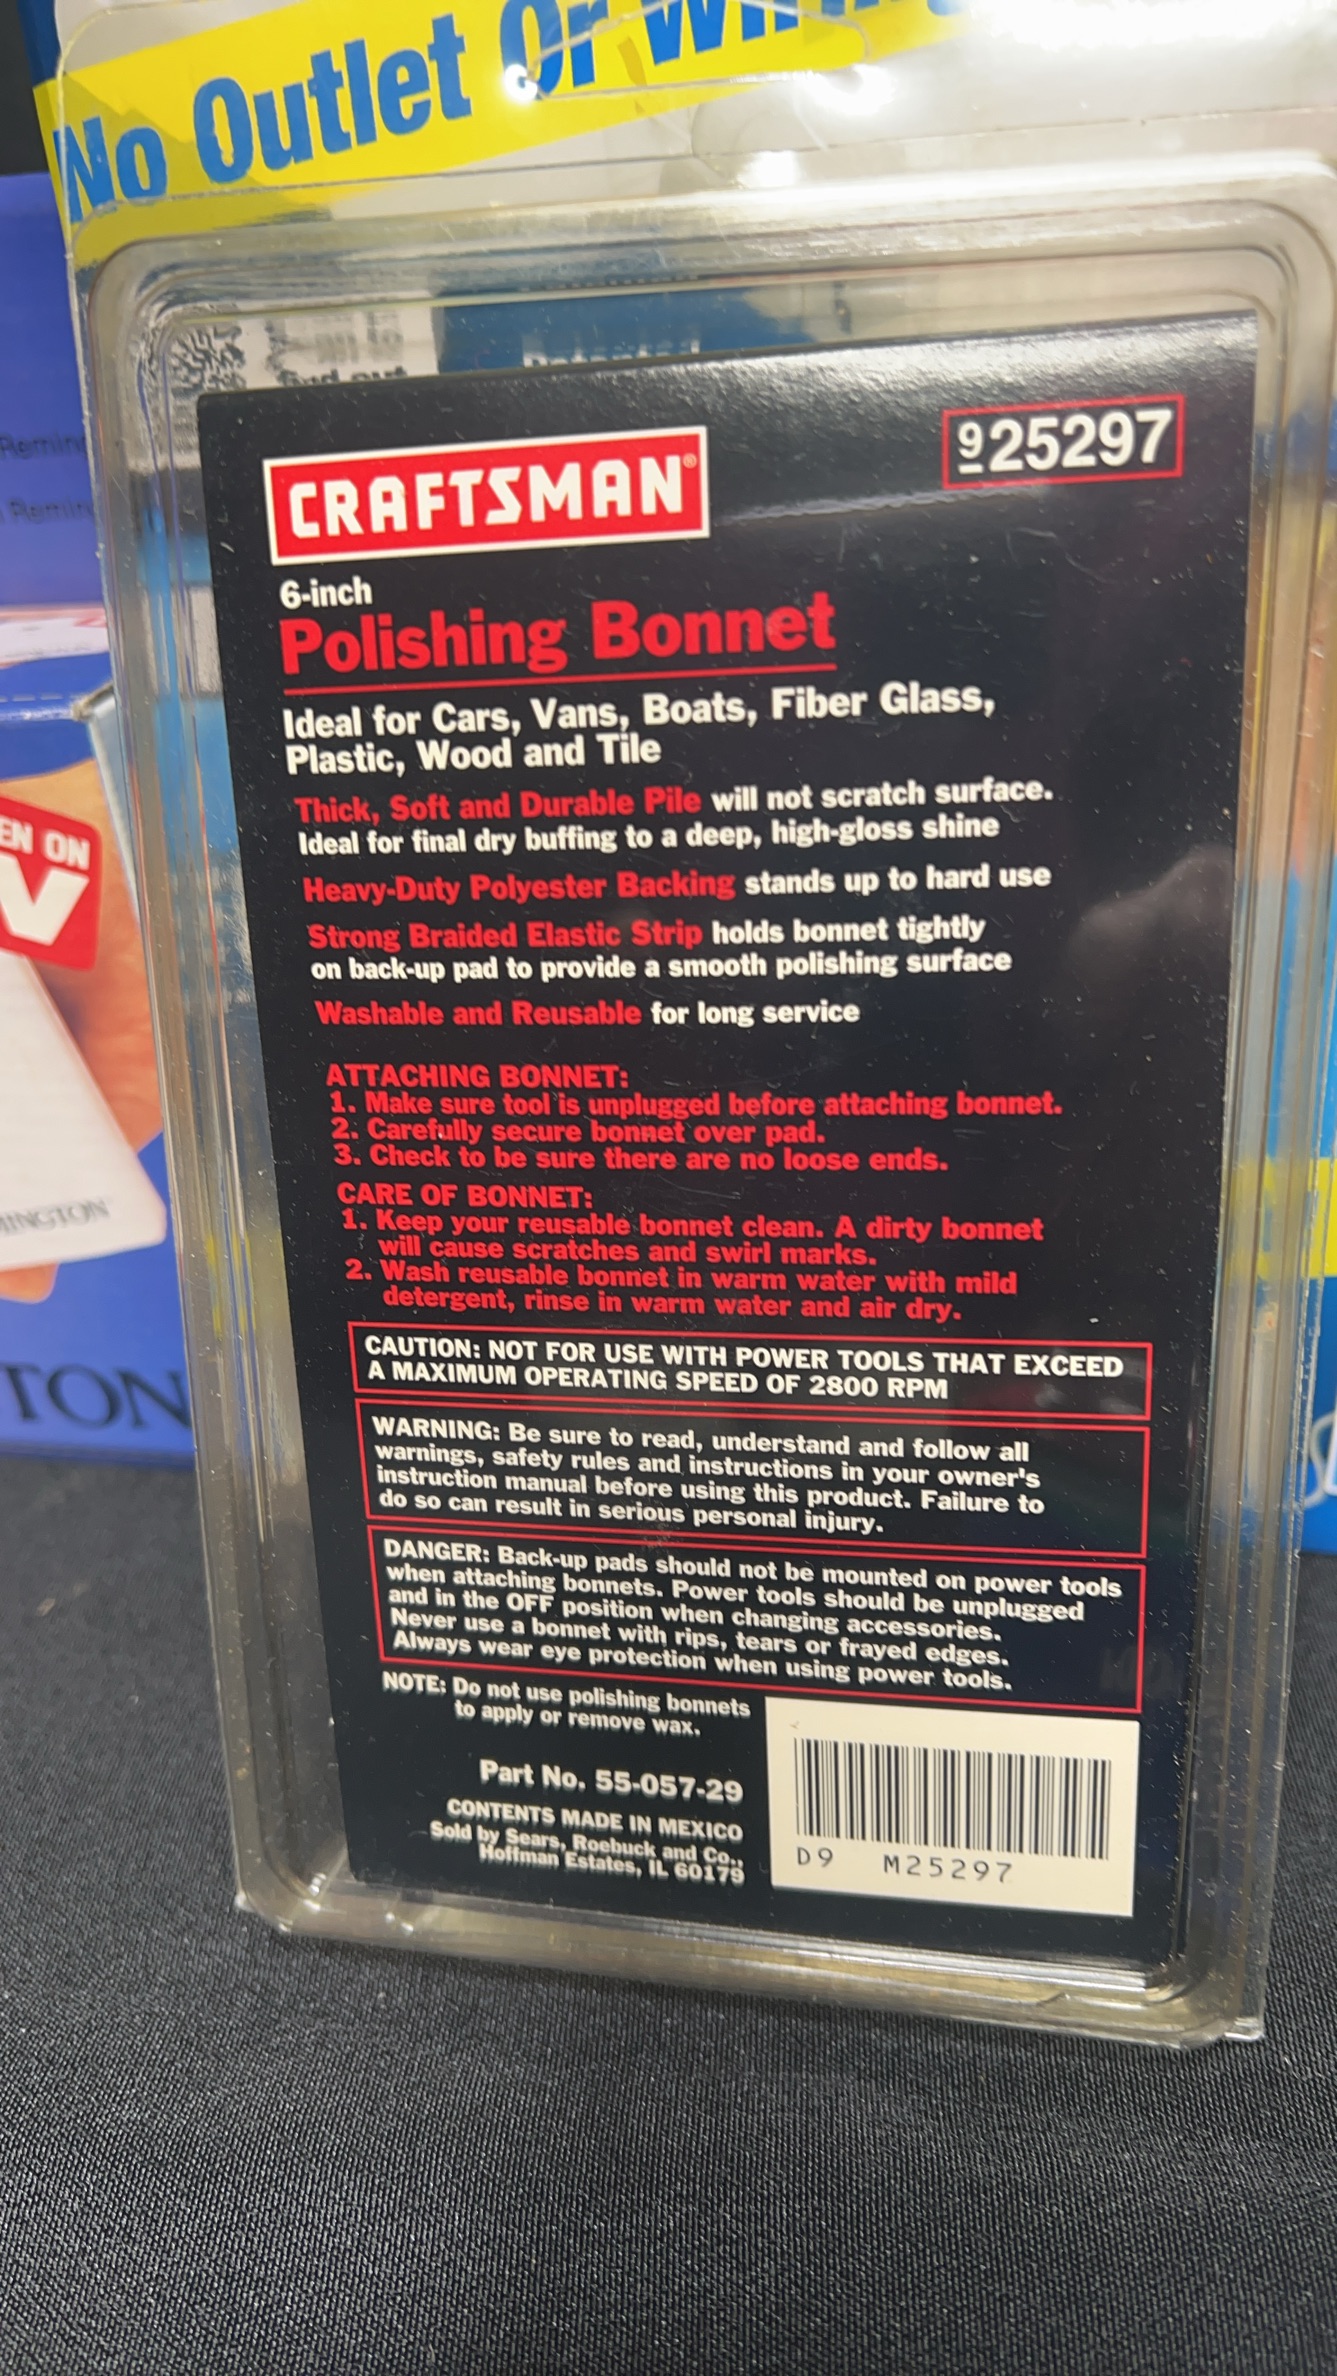 No Outlet Or
CRAFTSMAN®
925297
6-inch
Polishing Bonnet
Ideal for Cars, Vans, Boats, Fiber Glass,
Plastic, Wood and Tile
Thick, Soft and Durable Pile will not scratch surface.
Ideal for final dry buffing to a deep, high-gloss shine
Heavy-Duty Polyester Backing stands up to hard use
Strong Braided Elastic Strip holds bonnet tightly
on back-up pad to provide a smooth polishing surface
Washable and Reusable for long service
ATTACHING BONNET:
1. Make sure tool is unplugged before attaching bonnet.
2. Carefully secure bonnet over pad.
3. Check to be sure there are no loose ends.
CARE OF BONNET:
1. Keep your reusable bonnet clean. A dirty bonnet
will cause scratches and swirl marks.
2. Wash reusable bonnet in warm water with mild
detergent, rinse in warm water and air dry.
CAUTION: NOT FOR USE WITH POWER TOOLS THAT EXCEED
A MAXIMUM OPERATING SPEED OF 2800 RPM
WARNING: Be sure to read, understand and follow all
warnings, safety rules and instructions in your owner's
instruction manual before using this product. Failure to
do so can result in serious personal injury.
DANGER: Back-up pads should not be mounted on power tools
when attaching bonnets. Power tools should be unplugged
and in the OFF position when changing accessories.
Never use a bonnet with rips, tears or frayed edges.
Always wear eye protection when using power tools.
NOTE: Do not use polishing bonnets
to apply or remove wax.
Part No. 55-057-29
CONTENTS MADE IN MEXICO
Sold by Sears, Roebuck and Co.,
Hoffman Estates, IL 60179
D9 M25297
EN ON
V
INGTON
TON